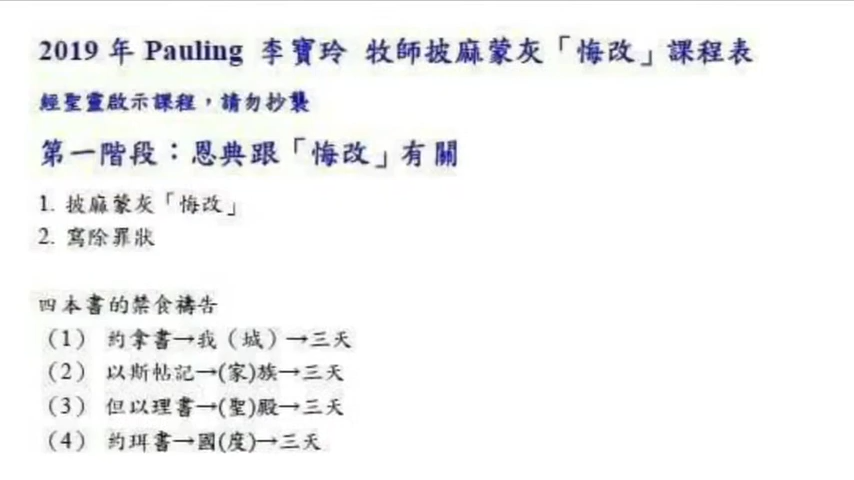 2019 年 Pauling 李寶玲 牧師披麻蒙灰「悔改」課程表
經聖靈啟示課程，請勿抄襲
第一階段：恩典跟「悔改」有關
1. 披麻蒙灰「悔改」
2. 寫除罪狀
四本書的禁食禱告
（1） 約拿書→我（城）→三天
（2） 以斯帖記→(家)族→三天
（3） 但以理書→(聖)殿→三天
（4） 約珥書→國(度)→三天